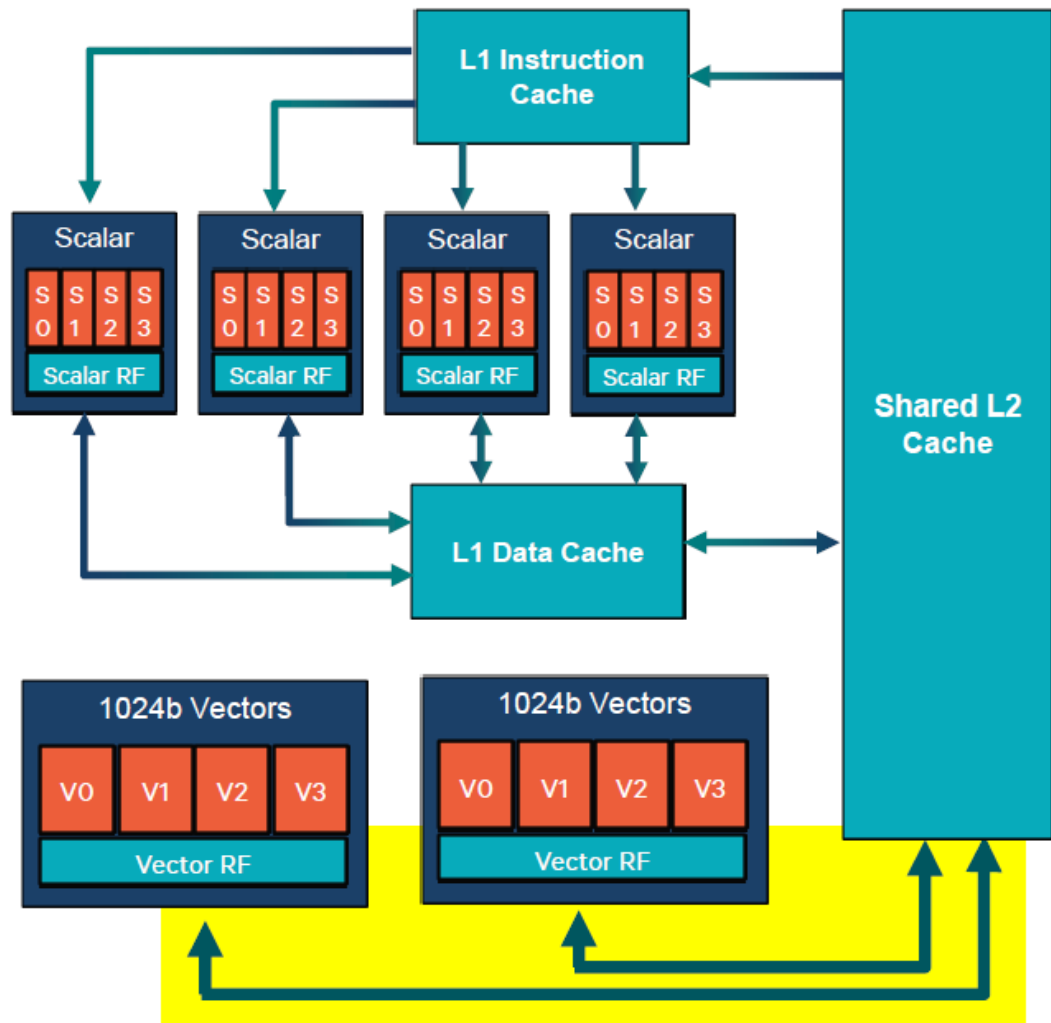 L1 Instruction
Cache
Scalar
S S S S
0 1 2 3
Scalar RF
Scalar
S S S S
0 1 2 3
Scalar RF
Scalar
S S S S
0 1 2 3
Scalar RF
Scalar
S S S S
0 1 2 3
Scalar RF
Shared L2
Cache
L1 Data Cache
1024b Vectors
V0 V1 V2 V3
Vector RF
1024b Vectors
V0 V1 V2 V3
Vector RF